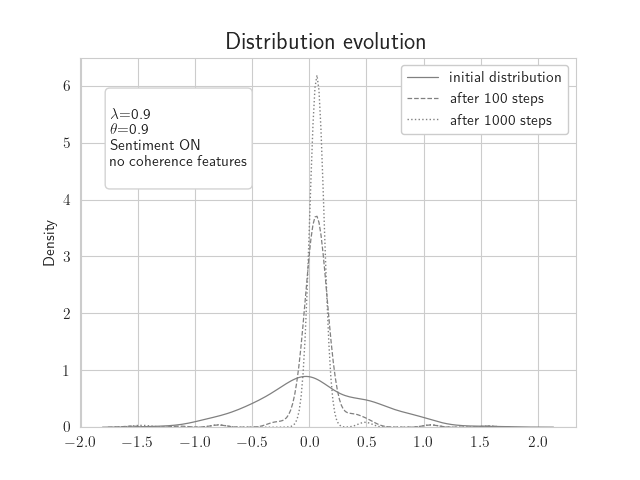 Distribution evolution
initial distribution
after 100 steps
after 1000 steps
λ=0.9
θ=0.9
Sentiment ON
no coherence features
Density
6
5
4
3
2
1
0
−2.0 −1.5 −1.0 −0.5 0.0 0.5 1.0 1.5 2.0